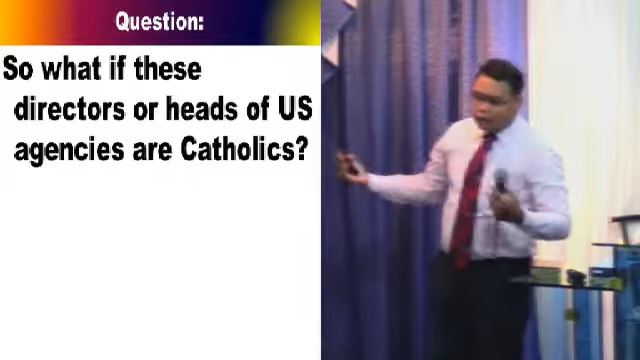 Question:
So what if these
directors or heads of US
agencies are Catholics?